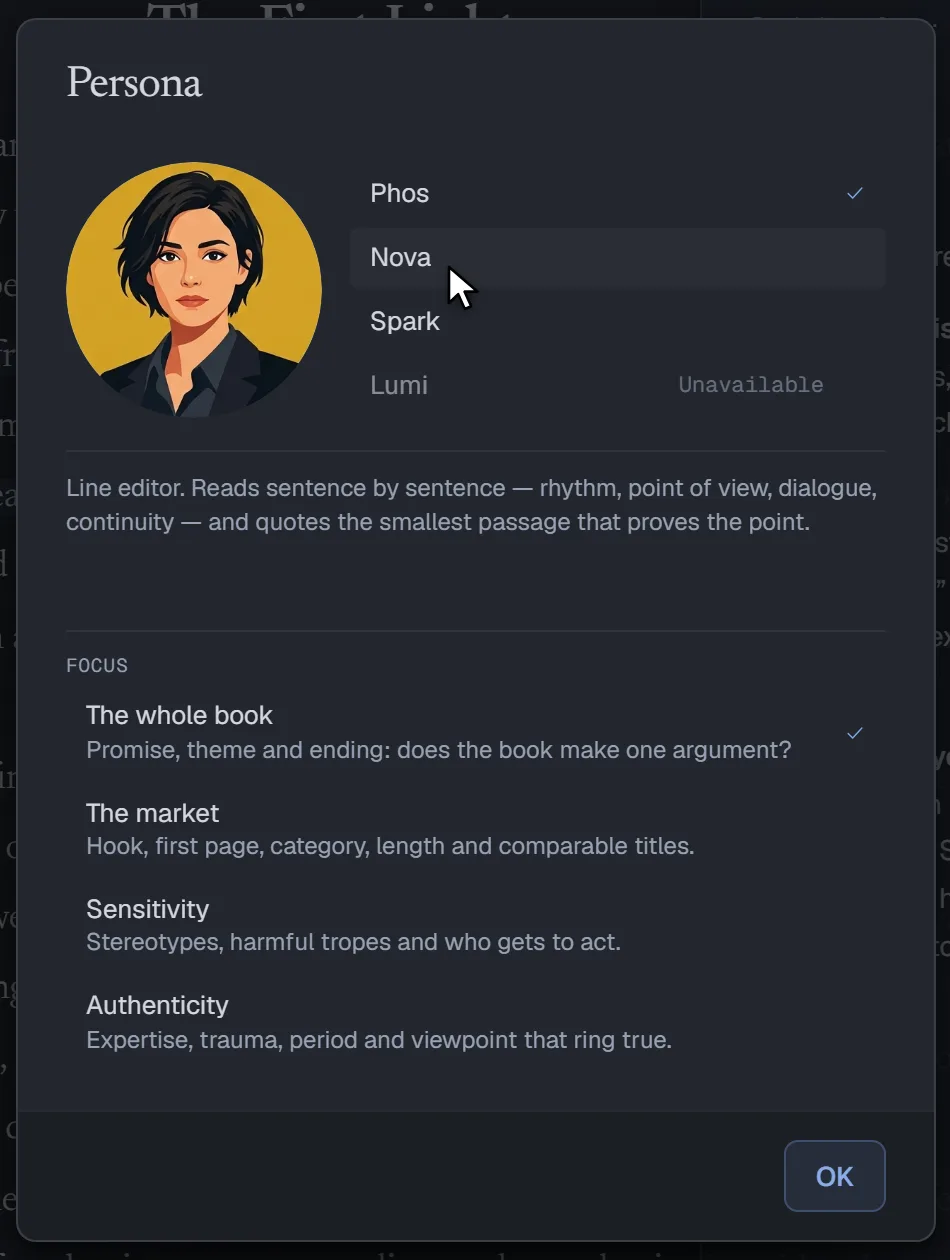 Persona
Phos
Nova
Spark
Lumi Unavailable
Line editor. Reads sentence by sentence — rhythm, point of view, dialogue,
continuity — and quotes the smallest passage that proves the point.
FOCUS
The whole book
Promise, theme and ending: does the book make one argument?
The market
Hook, first page, category, length and comparable titles.
Sensitivity
Stereotypes, harmful tropes and who gets to act.
Authenticity
Expertise, trauma, period and viewpoint that ring true.
OK